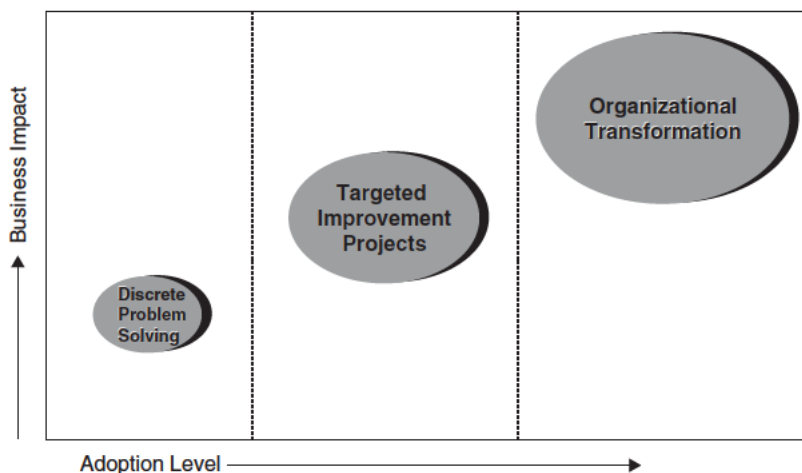 Organizational
Transformation
Targeted
Improvement
Projects
Discrete
Problem
Solving
Business Impact
Adoption Level